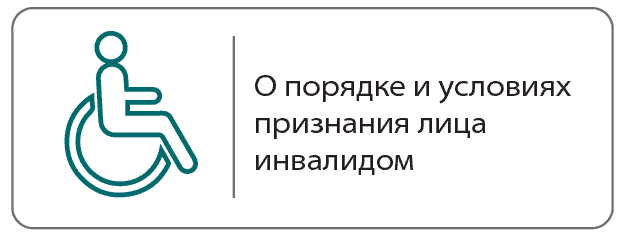 О порядке и условиях
признания лица
инвалидом